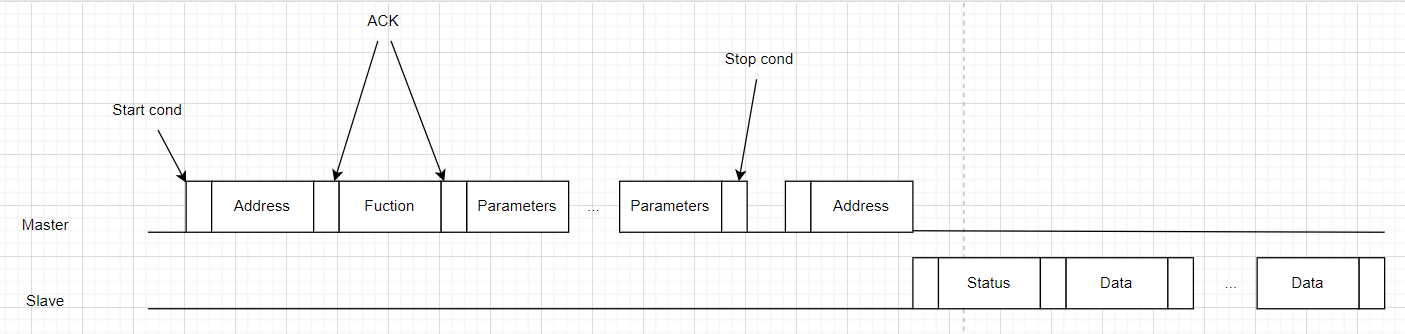 ACK
Stop cond
Start cond
Address
Fuction
Parameters
...
Parameters
Address
Master
Status
Data
...
Data
Slave